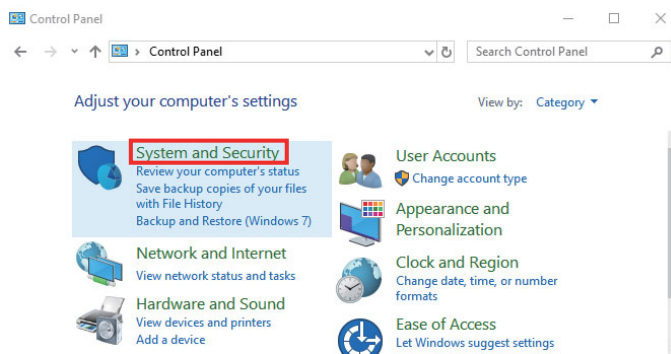 Control Panel
Control Panel
Search Control Panel
Adjust your computer's settings
View by: Category
System and Security
Review your computer's status
Save backup copies of your files
with File History
Backup and Restore (Windows 7)
Network and Internet
View network status and tasks
Hardware and Sound
View devices and printers
Add a device
User Accounts
Change account type
Appearance and
Personalization
Clock and Region
Change date, time, or number
formats
Ease of Access
Let Windows suggest settings